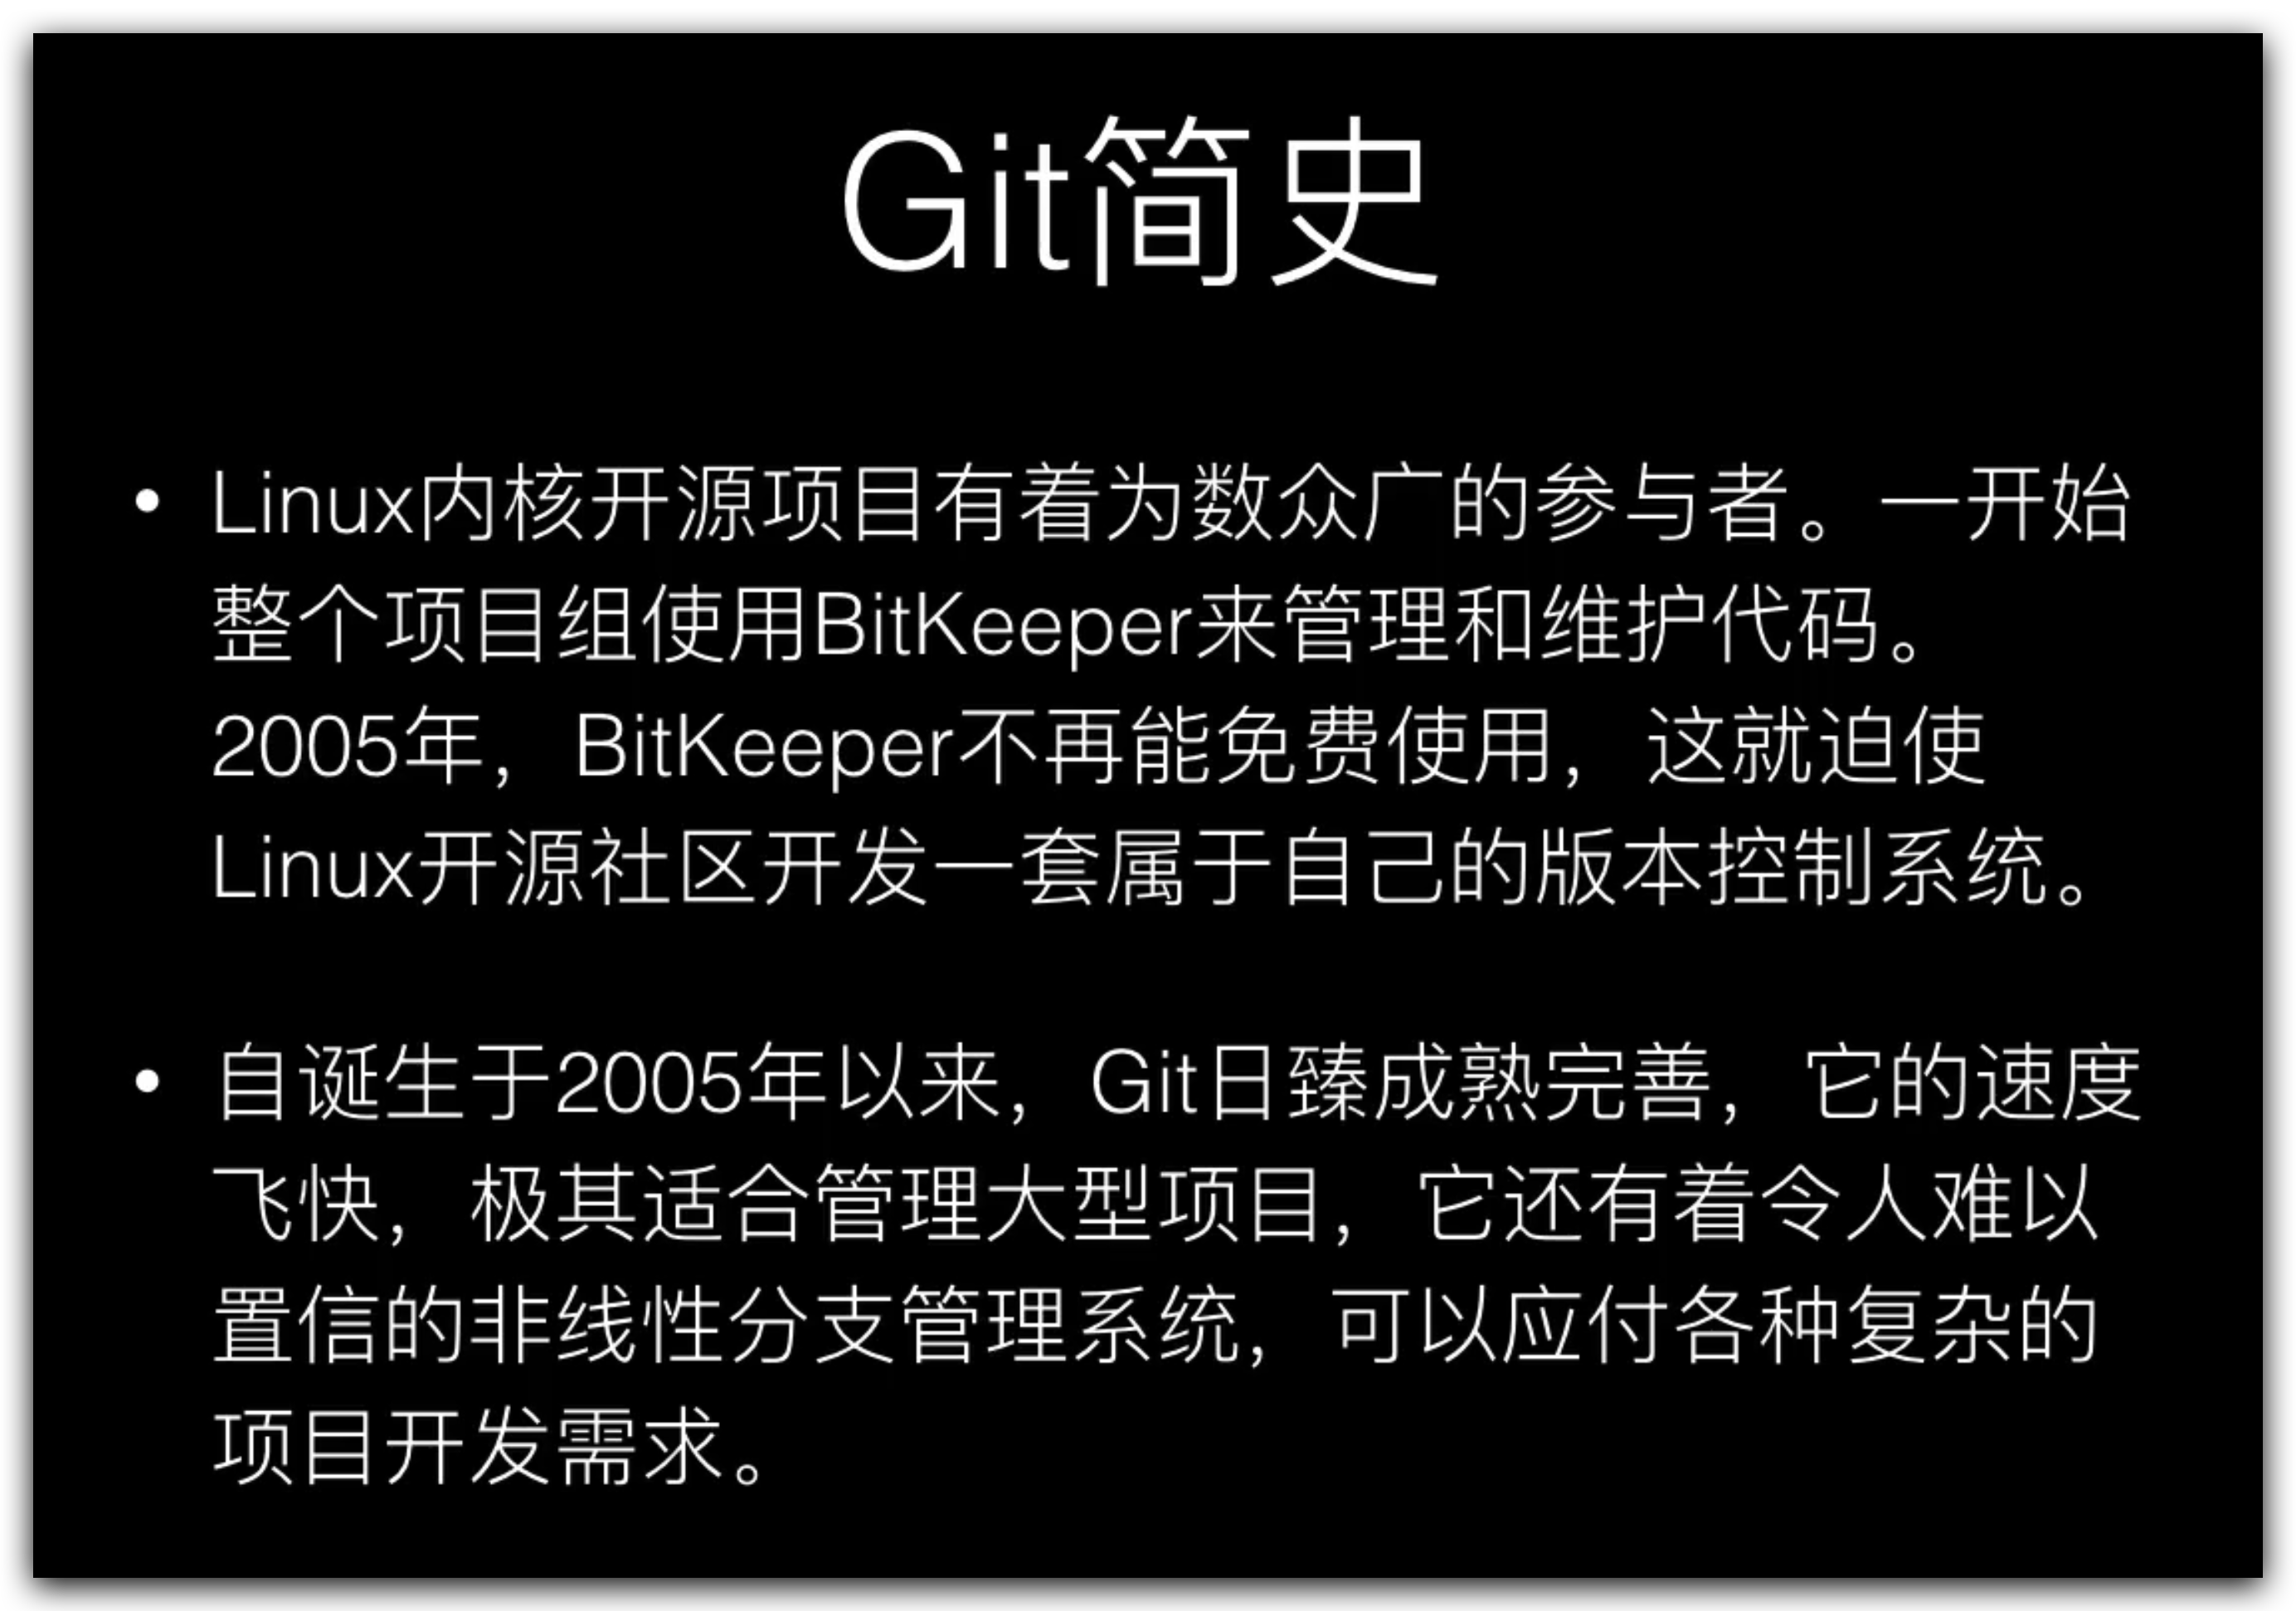 Git简史
• Linux内核开源项目有着为数众广的参与者。一开始
整个项目组使用BitKeeper来管理和维护代码。
2005年，BitKeeper不再能免费使用，这就迫使
Linux开源社区开发一套属于自己的版本控制系统。
• 自诞生于2005年以来，Git日臻成熟完善，它的速度
飞快，极其适合管理大型项目，它还有着令人难以
置信的非线性分支管理系统，可以应付各种复杂的
项目开发需求。